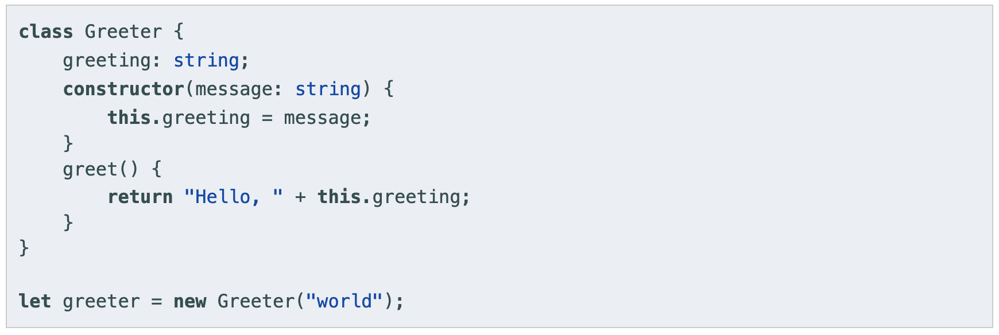 class Greeter {
    greeting: string;
    constructor(message: string) {
        this.greeting = message;
    }
    greet() {
        return "Hello, " + this.greeting;
    }
}

let greeter = new Greeter("world");